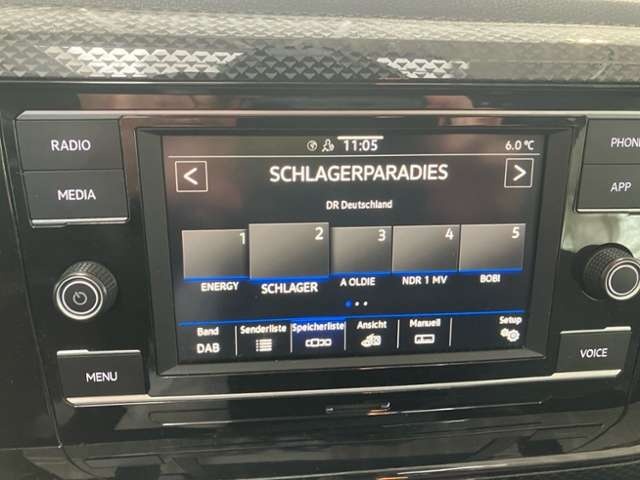 RADIO
MEDIA
MENU
PHON
APP
VOICE
11:05
6.0 °C
< SCHLAGERPARADIES >
DR Deutschland
1 2 3 4 5
ENERGY SCHLAGER A OLDIE NDR 1 MV BOBI
Band Senderliste Speicherliste Ansicht Manuell Setup
DAB